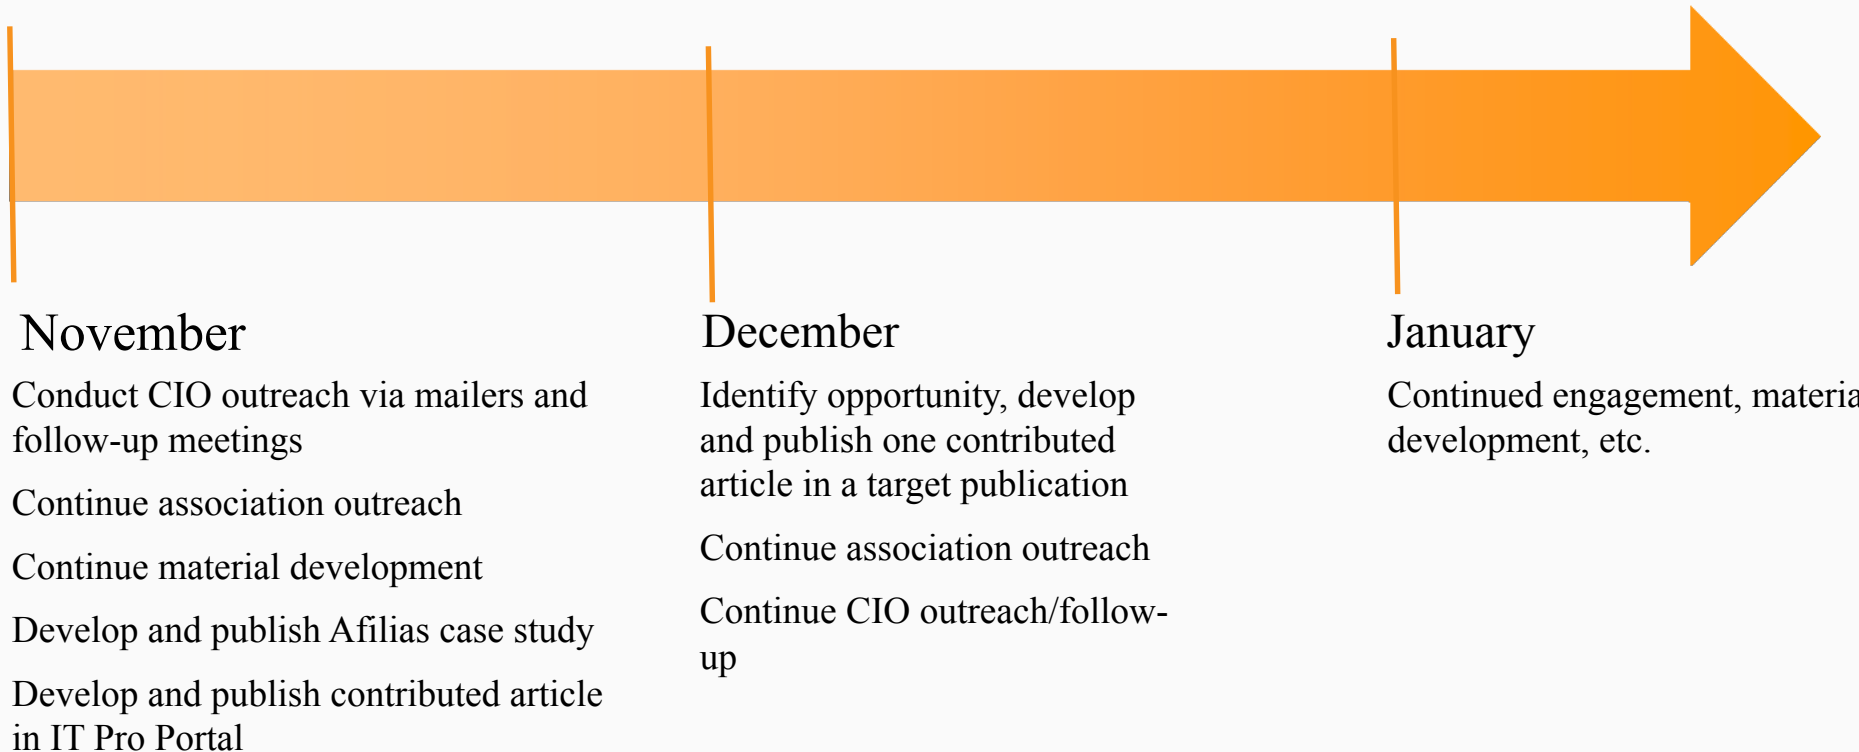 November
Conduct CIO outreach via mailers and
follow-up meetings
Continue association outreach
Continue material development
Develop and publish Afilias case study
Develop and publish contributed article
in IT Pro Portal
December
Identify opportunity, develop
and publish one contributed
article in a target publication
Continue association outreach
Continue CIO outreach/follow-
up
January
Continued engagement, materia
development, etc.